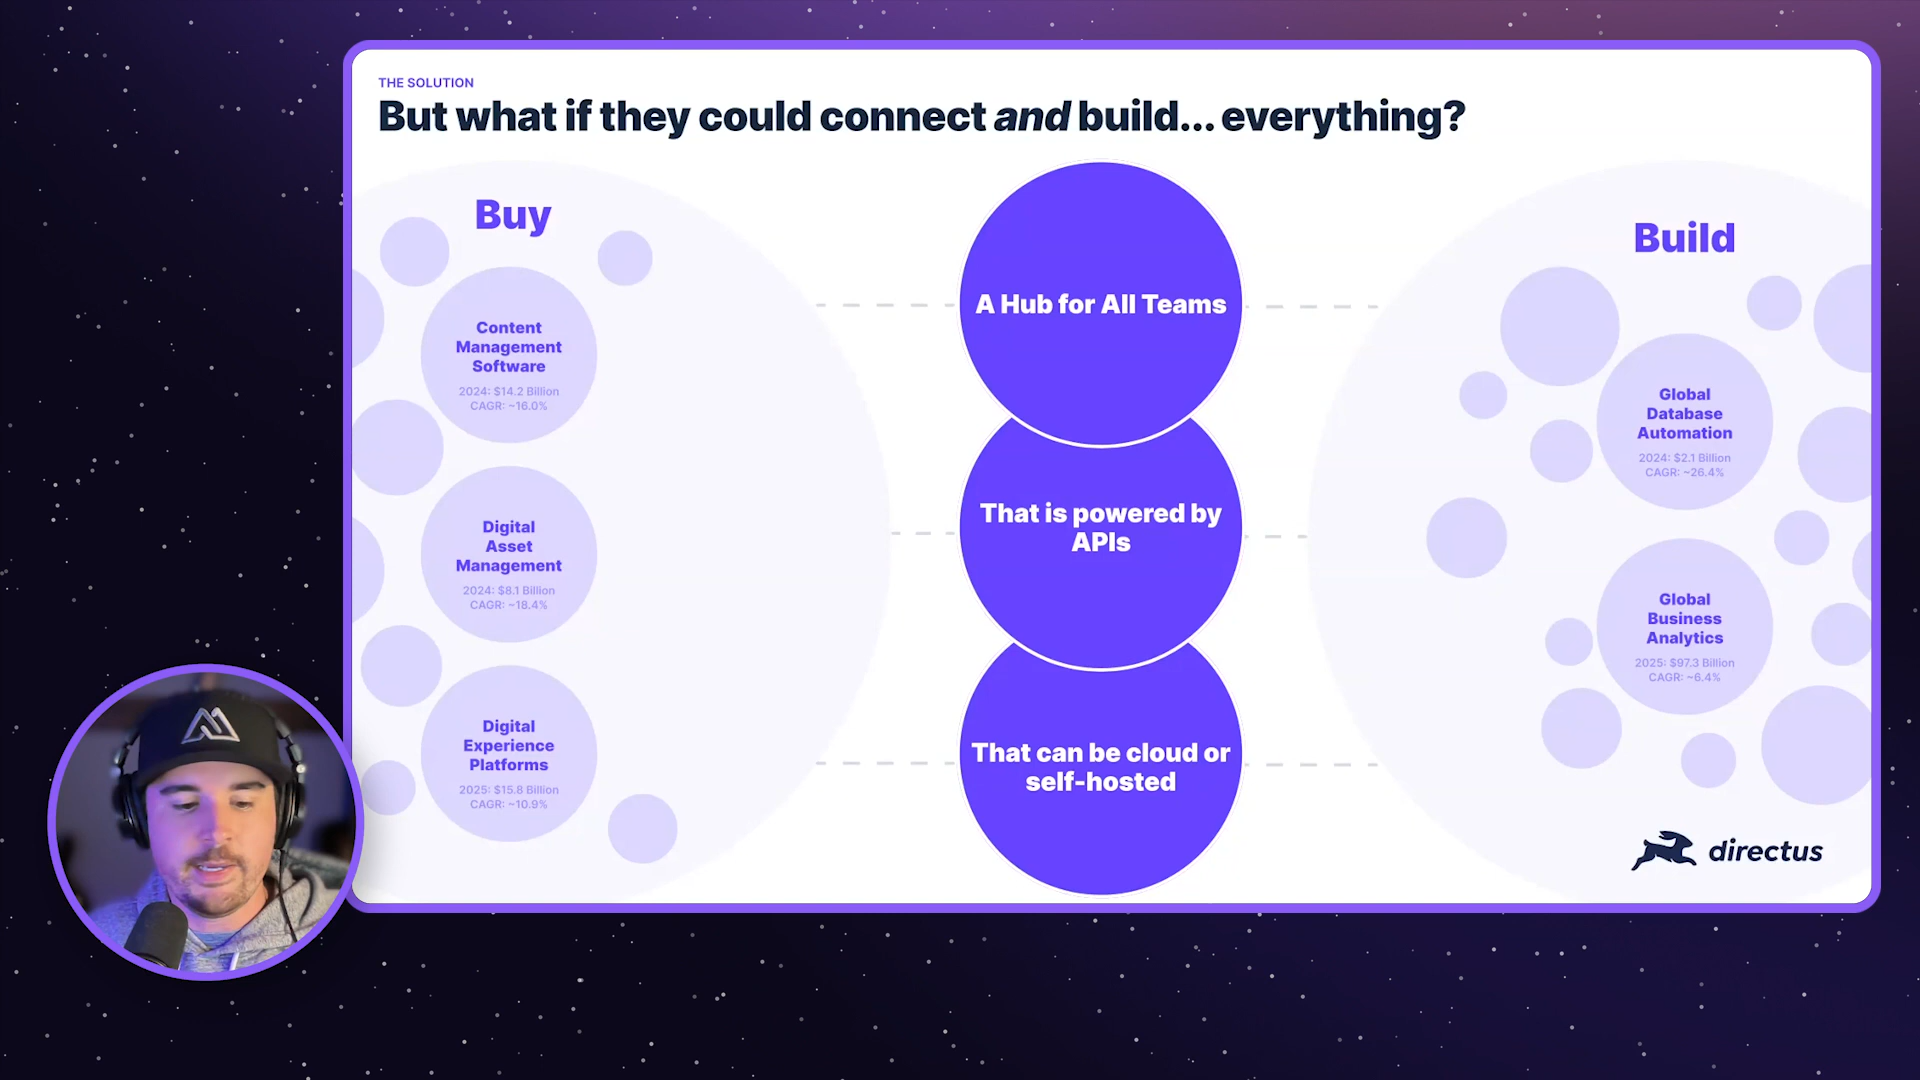 THE SOLUTION
But what if they could connect and build... everything?
Buy
Content
Management
Software
2024: $14.2 Billion
CAGR: ~16.0%
Digital
Asset
Management
2024: $8.1 Billion
CAGR: ~18.4%
Digital
Experience
Platforms
2025: $15.8 Billion
CAGR: ~10.9%
A Hub for All Teams
That is powered by
APIs
That can be cloud or
self-hosted
Build
Global
Database
Automation
2024: $2.1 Billion
CAGR: ~26.4%
Global
Business
Analytics
2025: $97.3 Billion
CAGR: ~6.4%
directus